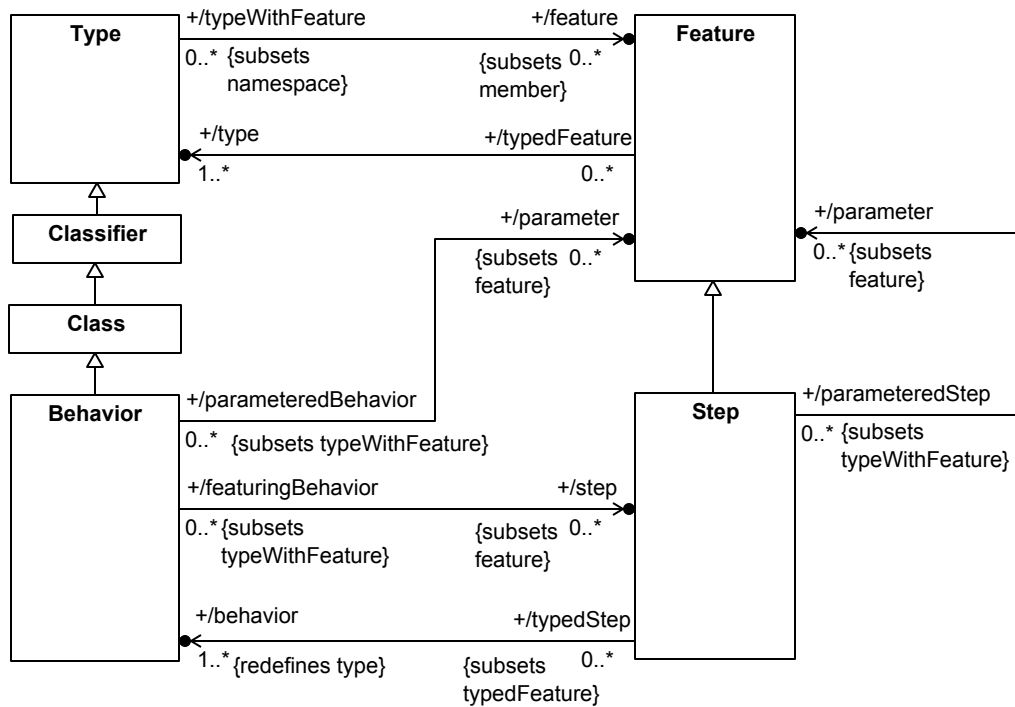 Type
+/typeWithFeature
+/feature
Feature
0..* {subsets
namespace}
{subsets 0..*
member}
+/type
+/typedFeature
1..*
0..*
Classifier
+/parameter
{subsets 0..*
feature}
+/parameter
0..* {subsets
feature}
Class
Behavior
+/parameteredBehavior
0..* {subsets typeWithFeature}
Step
+/parameteredStep
0..* {subsets
typeWithFeature}
+/featuringBehavior
+/step
0..* {subsets
typeWithFeature}
{subsets 0..*
feature}
+/behavior
+/typedStep
1..* {redefines type}
{subsets 0..*
typedFeature}